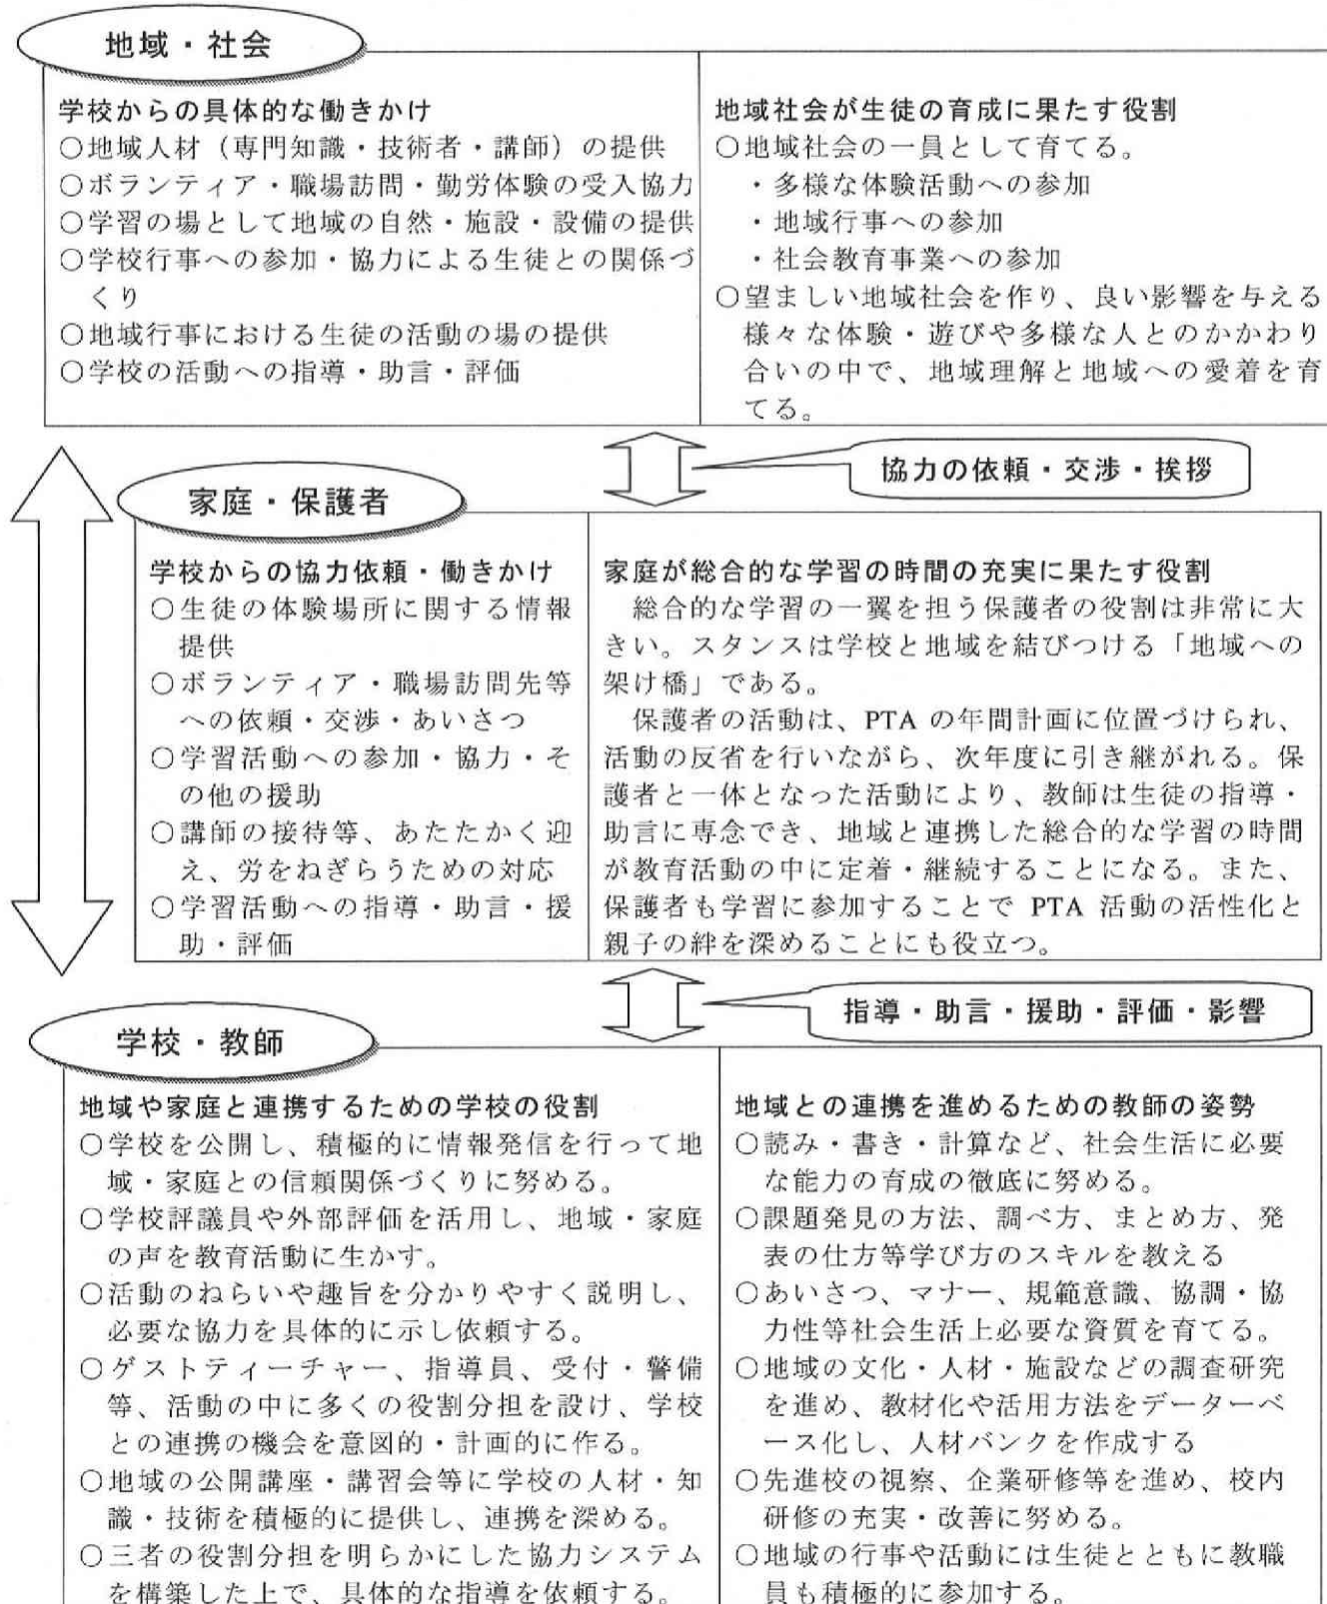 地域・社会
学校からの具体的な働きかけ
○地域人材（専門知識・技術者・講師）の提供
○ボランティア・職場訪問・勤労体験の受入協力
○学習の場として地域の自然・施設・設備の提供
○学校行事への参加・協力による生徒との関係づ
くり
○地域行事における生徒の活動の場の提供
○学校の活動への指導・助言・評価
地域社会が生徒の育成に果たす役割
○地域社会の一員として育てる。
・多様な体験活動への参加
・地域行事への参加
・社会教育事業への参加
○望ましい地域社会を作り、良い影響を与える
様々な体験・遊びや多様な人とのかかわり
合いの中で、地域理解と地域への愛着を育
てる。
協力の依頼・交渉・挨拶
家庭・保護者
学校からの協力依頼・働きかけ
○生徒の体験場所に関する情報
提供
○ボランティア・職場訪問先等
への依頼・交渉・あいさつ
○学習活動への参加・協力・そ
の他の援助
○講師の接待等、あたたかく迎
え、労をねぎらうための対応
○学習活動への指導・助言・援
助・評価
家庭が総合的な学習の時間の充実に果たす役割
総合的な学習の一翼を担う保護者の役割は非常に大
きい。スタンスは学校と地域を結びつける「地域への
架け橋」である。
保護者の活動は、PTA の年間計画に位置づけられ、
活動の反省を行いながら、次年度に引き継がれる。保
護者と一体となった活動により、教師は生徒の指導・
助言に専念でき、地域と連携した総合的な学習の時間
が教育活動の中に定着・継続することになる。また、
保護者も学習に参加することで PTA 活動の活性化と
親子の絆を深めることにも役立つ。
指導・助言・援助・評価・影響
学校・教師
地域や家庭と連携するための学校の役割
○学校を公開し、積極的に情報発信を行って地
域・家庭との信頼関係づくりに努める。
○学校評議員や外部評価を活用し、地域・家庭
の声を教育活動に生かす。
○活動のねらいや趣旨を分かりやすく説明し、
必要な協力を具体的に示し依頼する。
○ゲストティーチャー、指導員、受付・警備
等、活動の中に多くの役割分担を設け、学校
との連携の機会を意図的・計画的に作る。
○地域の公開講座・講習会等に学校の人材・知
識・技術を積極的に提供し、連携を深める。
○三者の役割分担を明らかにした協力システム
を構築した上で、具体的な指導を依頼する。
地域との連携を進めるための教師の姿勢
○読み・書き・計算など、社会生活に必要
な能力の育成の徹底に努める。
○課題発見の方法、調べ方、まとめ方、発
表の仕方等学び方のスキルを教える
○あいさつ、マナー、規範意識、協調・協
力性等社会生活上必要な資質を育てる。
○地域の文化・人材・施設などの調査研究
を進め、教材化や活用方法をデーターベ
ース化し、人材バンクを作成する
○先進校の視察、企業研修等を進め、校内
研修の充実・改善に努める。
○地域の行事や活動には生徒とともに教職
員も積極的に参加する。